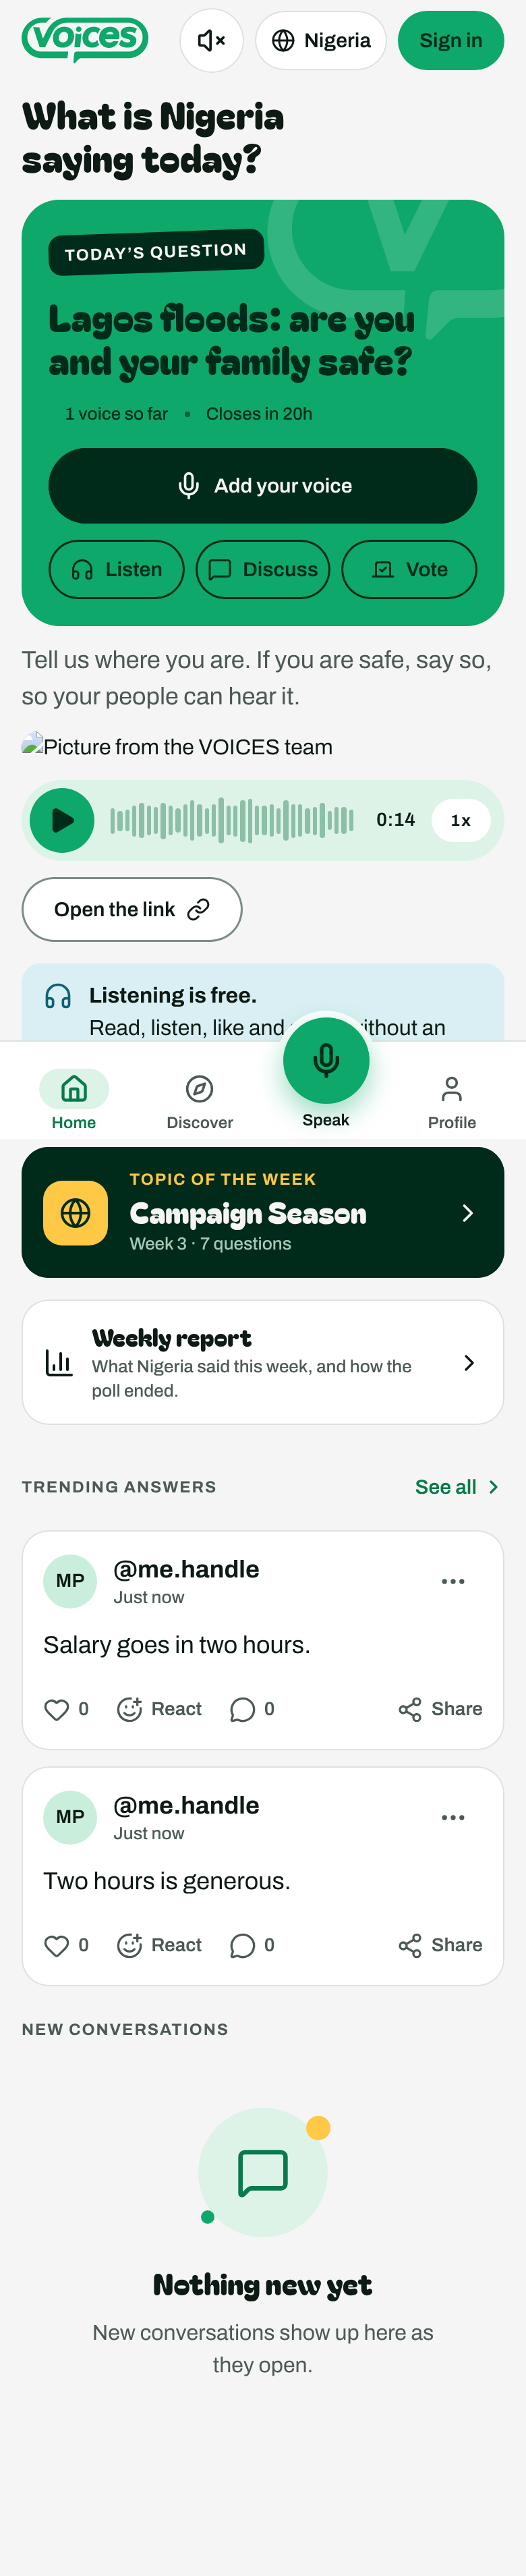 voices
Nigeria
Sign in
What is Nigeria
saying today?
TODAY'S QUESTION
Lagos floods: are you
and your family safe?
1 voice so far • Closes in 20h
Add your voice
Listen
Discuss
Vote
Tell us where you are. If you are safe, say so,
so your people can hear it.
Picture from the VOICES team
0:14
1x
Open the link
Listening is free.
Read, listen, like and without an
Home
Discover
Speak
Profile
TOPIC OF THE WEEK
Campaign Season
Week 3 · 7 questions
Weekly report
What Nigeria said this week, and how the
poll ended.
TRENDING ANSWERS
See all
MP
@me.handle
Just now
Salary goes in two hours.
0
React
0
Share
MP
@me.handle
Just now
Two hours is generous.
0
React
0
Share
NEW CONVERSATIONS
Nothing new yet
New conversations show up here as
they open.